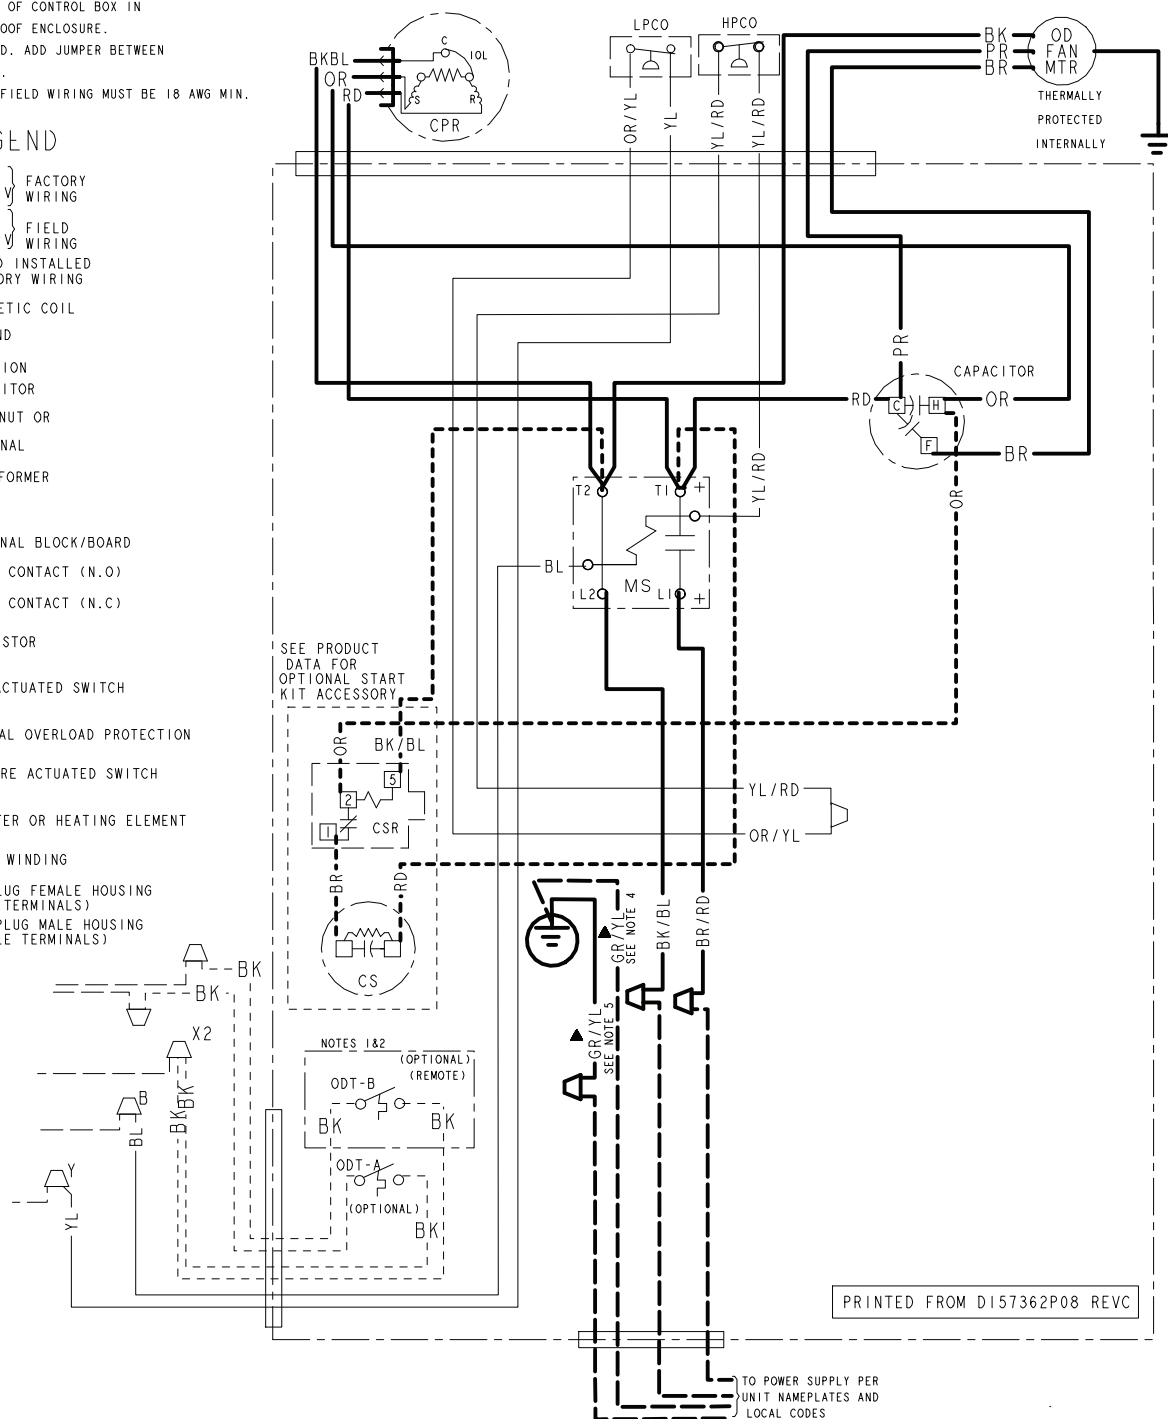 OF CONTROL BOX IN
OOF ENCLOSURE.
D. ADD JUMPER BETWEEN
.
FIELD WIRING MUST BE 18 AWG MIN.
GEND
V} FACTORY
WIRING
V} FIELD
WIRING
D INSTALLED
ORY WIRING
ETIC COIL
ND
ION
ITOR
NUT OR
NAL
FORMER
NAL BLOCK/BOARD
CONTACT (N.O)
CONTACT (N.C)
STOR
ACTUATED SWITCH
AL OVERLOAD PROTECTION
RE ACTUATED SWITCH
TER OR HEATING ELEMENT
WINDING
LUG FEMALE HOUSING
TERMINALS)
PLUG MALE HOUSING
LE TERMINALS)
BKBL
OR
RD
C
IOL
S
R
CPR
LPCO
HPCO
OR/YL
YL
YL/RD
YL/RD
BK
PR
BR
OD
FAN
MTR
THERMALLY
PROTECTED
INTERNALLY
PR
CAPACITOR
RD
C
H
OR
F
BR
OR
T2
T1
+
YL/RD
BL
MS
L2
L1
+
SEE PRODUCT
DATA FOR
OPTIONAL START
KIT ACCESSORY
OR
BK/BL
5
2
1
CSR
BR
RD
CS
YL/RD
OR/YL
GR/YL
SEE NOTE 4
BK/BL
BR/RD
GR/YL
SEE NOTE 5
BK
BK
X2
BK
BK
B
BL
Y
YL
NOTES 1&2
(OPTIONAL)
(REMOTE)
ODT-B
BK
BK
ODT-A
(OPTIONAL)
BK
PRINTED FROM D157362P08 REVC
TO POWER SUPPLY PER
UNIT NAMEPLATES AND
LOCAL CODES